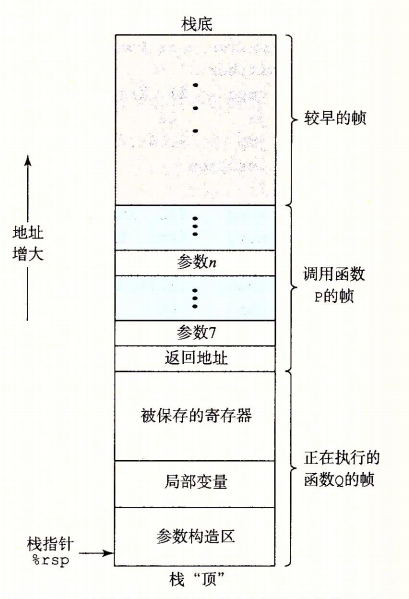 栈底
较早的帧
地址
增大
参数n
调用函数
P的帧
参数7
返回地址
被保存的寄存器
正在执行的
函数Q的帧
局部变量
参数构造区
栈指针
%rsp
栈“顶”